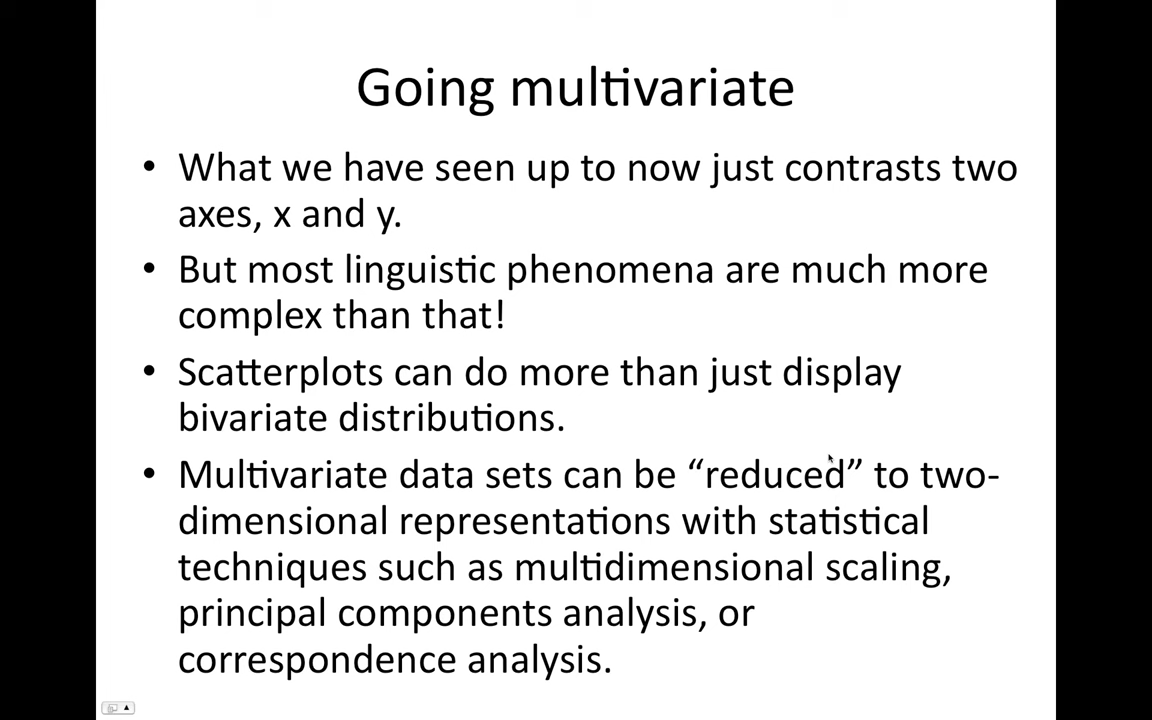 Going multivariate
• What we have seen up to now just contrasts two
axes, x and y.
• But most linguistic phenomena are much more
complex than that!
• Scatterplots can do more than just display
bivariate distributions.
• Multivariate data sets can be “reduced” to two-
dimensional representations with statistical
techniques such as multidimensional scaling,
principal components analysis, or
correspondence analysis.